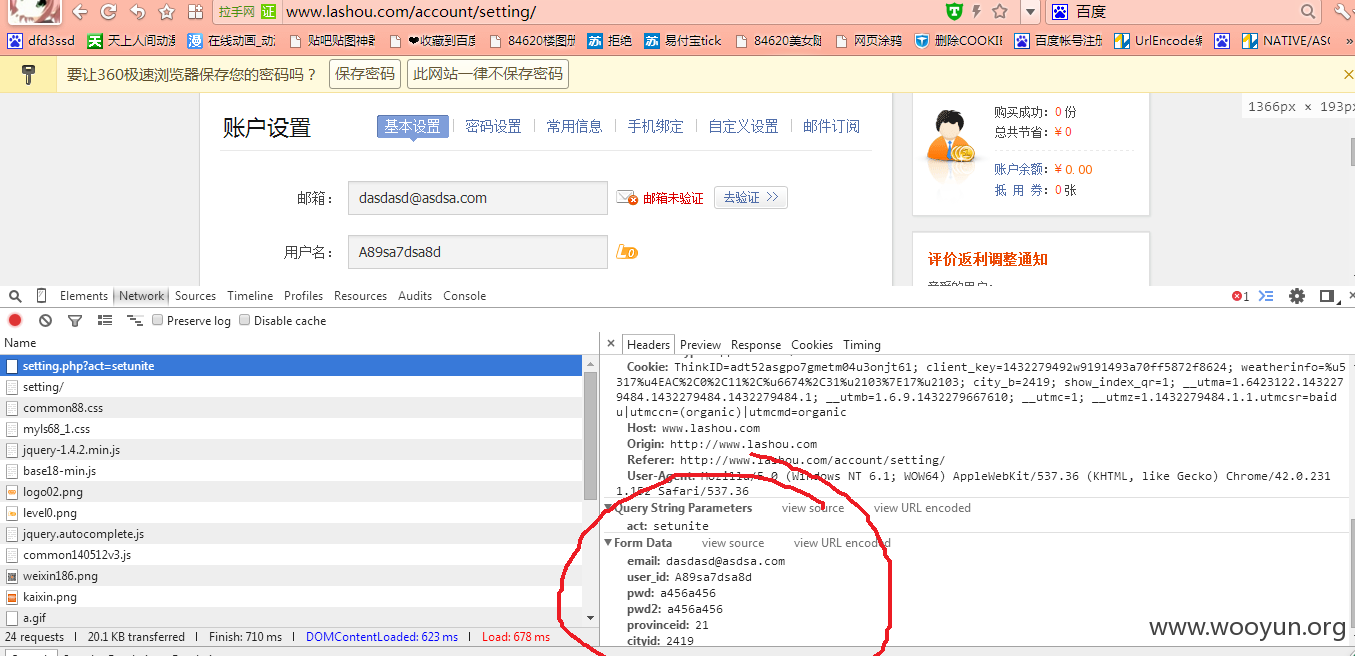 拉手网 证 www.lashou.com/account/setting/ 百度
dfd3ssd 天上人间动漫 在线动画_动 贴吧贴图神器 ❤收藏到百度 84620楼图册 拒绝 易付宝tick 84620美女网 网页涂鸦 删除COOKIE 百度帐号注册 UrlEncode编 NATIVE/ASC »
要让360极速浏览器保存您的密码吗？ 保存密码 此网站一律不保存密码
1366px × 193px
账户设置 基本设置 密码设置 常用信息 手机绑定 自定义设置 邮件订阅
购买成功：0 份
总共节省：¥ 0
账户余额：¥ 0.00
抵 用 券：0 张
邮箱： dasdasd@asdsa.com 邮箱未验证 去验证 >>
用户名： A89sa7dsa8d
评价返利调整通知
亲爱的用户：
Elements Network Sources Timeline Profiles Resources Audits Console 1
Preserve log Disable cache
Name
× Headers Preview Response Cookies Timing
setting.php?act=setunite
setting/
common88.css
myls68_1.css
jquery-1.4.2.min.js
base18-min.js
logo02.png
level0.png
jquery.autocomplete.js
common140512v3.js
weixin186.png
kaixin.png
a.gif
24 requests | 20.1 KB transferred | Finish: 710 ms | DOMContentLoaded: 623 ms | Load: 678 ms
Cookie: ThinkID=adt52asgpo7gmetm04u3onjt61; client_key=1432279492w9191493a70ff5872f8624; weatherinfo=%u5
317%u4EAC%2C0%2C11%2C%u6674%2C31%u2103%7E17%u2103; city_b=2419; show_index_qr=1; __utma=1.6423122.143227
9484.1432279484.1432279484.1; __utmb=1.6.9.1432279667610; __utmc=1; __utmz=1.1432279484.1.1.utmcsr=baid
u|utmccn=(organic)|utmcmd=organic
Host: www.lashou.com
Origin: http://www.lashou.com
Referer: http://www.lashou.com/account/setting/
User-Agent: Mozilla/5.0 (Windows NT 6.1; WOW64) AppleWebKit/537.36 (KHTML, like Gecko) Chrome/42.0.231
1.152 Safari/537.36
Query String Parameters view source view URL encoded
act: setunite
Form Data view source view URL encoded
email: dasdasd@asdsa.com
user_id: A89sa7dsa8d
pwd: a456a456
pwd2: a456a456
provinceid: 21
cityid: 2419
www.wooyun.org